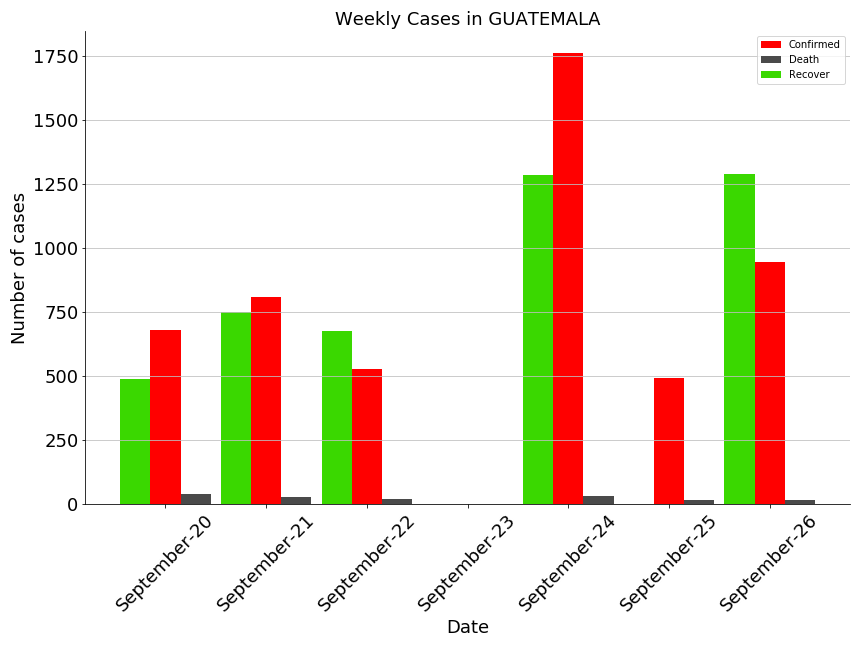 Weekly Cases in GUATEMALA
Confirmed
Death
Recover
Number of cases
1750
1500
1250
1000
750
500
250
0
September-20
September-21
September-22
September-23
September-24
September-25
September-26
Date